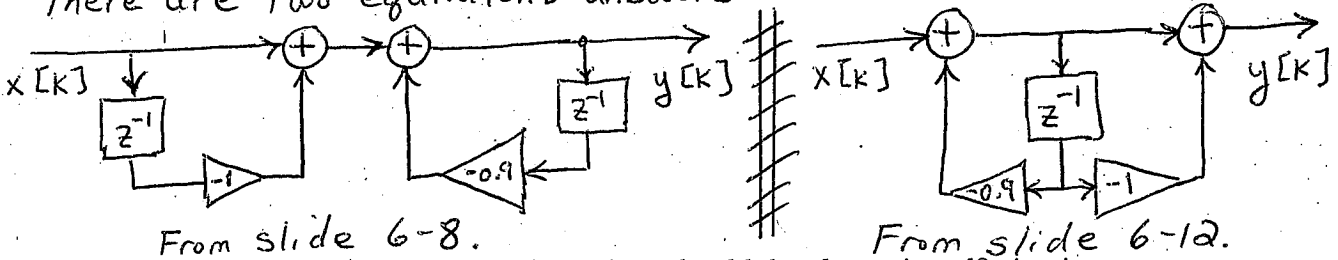 There are two equivalent answers
x[k] + + y[k] x[k] + + y[k]
z⁻¹ z⁻¹ z⁻¹
-1 -0.9 -0.9 -1
From slide 6-8. From slide 6-12.